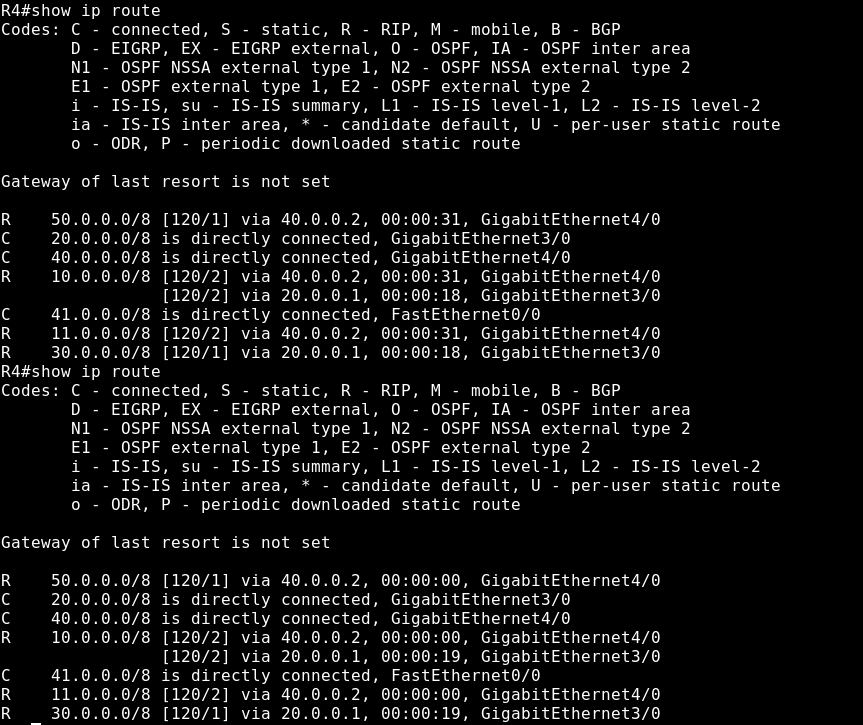 R4#show ip route
Codes: C - connected, S - static, R - RIP, M - mobile, B - BGP
       D - EIGRP, EX - EIGRP external, O - OSPF, IA - OSPF inter area
       N1 - OSPF NSSA external type 1, N2 - OSPF NSSA external type 2
       E1 - OSPF external type 1, E2 - OSPF external type 2
       i - IS-IS, su - IS-IS summary, L1 - IS-IS level-1, L2 - IS-IS level-2
       ia - IS-IS inter area, * - candidate default, U - per-user static route
       o - ODR, P - periodic downloaded static route

Gateway of last resort is not set

R    50.0.0.0/8 [120/1] via 40.0.0.2, 00:00:31, GigabitEthernet4/0
C    20.0.0.0/8 is directly connected, GigabitEthernet3/0
C    40.0.0.0/8 is directly connected, GigabitEthernet4/0
R    10.0.0.0/8 [120/2] via 40.0.0.2, 00:00:31, GigabitEthernet4/0
                [120/2] via 20.0.0.1, 00:00:18, GigabitEthernet3/0
C    41.0.0.0/8 is directly connected, FastEthernet0/0
R    11.0.0.0/8 [120/2] via 40.0.0.2, 00:00:31, GigabitEthernet4/0
R    30.0.0.0/8 [120/1] via 20.0.0.1, 00:00:18, GigabitEthernet3/0
R4#show ip route
Codes: C - connected, S - static, R - RIP, M - mobile, B - BGP
       D - EIGRP, EX - EIGRP external, O - OSPF, IA - OSPF inter area
       N1 - OSPF NSSA external type 1, N2 - OSPF NSSA external type 2
       E1 - OSPF external type 1, E2 - OSPF external type 2
       i - IS-IS, su - IS-IS summary, L1 - IS-IS level-1, L2 - IS-IS level-2
       ia - IS-IS inter area, * - candidate default, U - per-user static route
       o - ODR, P - periodic downloaded static route

Gateway of last resort is not set

R    50.0.0.0/8 [120/1] via 40.0.0.2, 00:00:00, GigabitEthernet4/0
C    20.0.0.0/8 is directly connected, GigabitEthernet3/0
C    40.0.0.0/8 is directly connected, GigabitEthernet4/0
R    10.0.0.0/8 [120/2] via 40.0.0.2, 00:00:00, GigabitEthernet4/0
                [120/2] via 20.0.0.1, 00:00:19, GigabitEthernet3/0
C    41.0.0.0/8 is directly connected, FastEthernet0/0
R    11.0.0.0/8 [120/2] via 40.0.0.2, 00:00:00, GigabitEthernet4/0
R    30.0.0.0/8 [120/1] via 20.0.0.1, 00:00:19, GigabitEthernet3/0